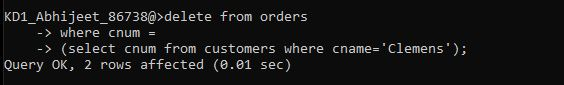 KD1_Abhijeet_86738@>delete from orders
-> where cnum =
-> (select cnum from customers where cname='Clemens');
Query OK, 2 rows affected (0.01 sec)